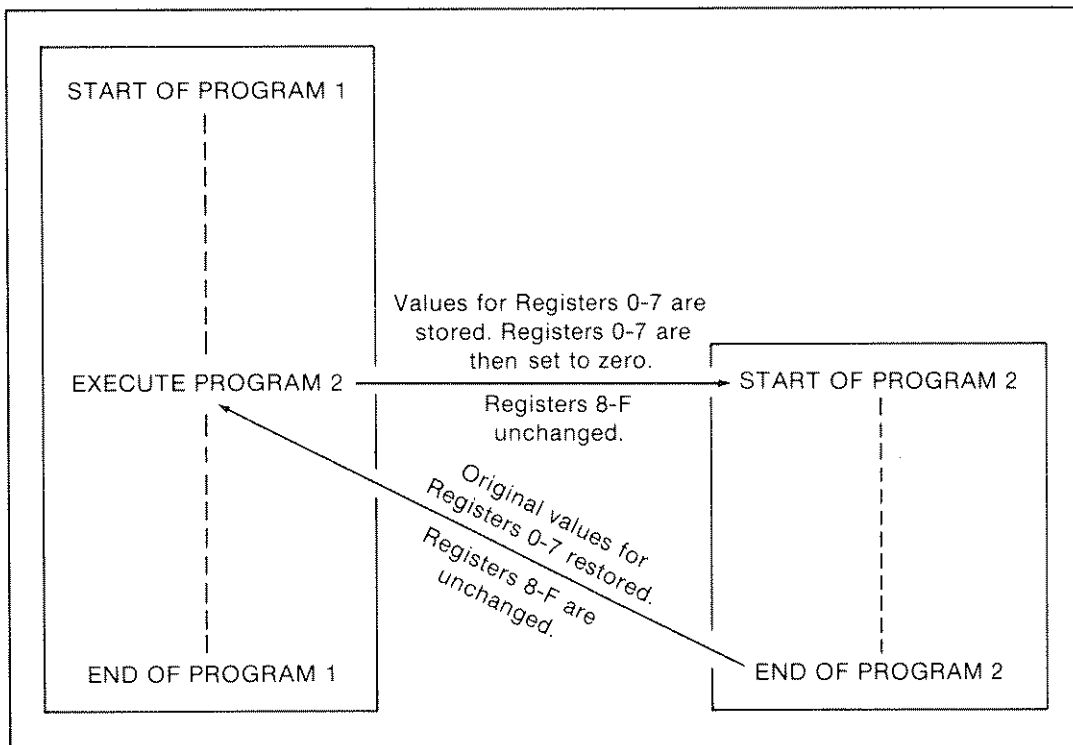 START OF PROGRAM 1
Values for Registers 0-7 are
stored. Registers 0-7 are
then set to zero.
EXECUTE PROGRAM 2
START OF PROGRAM 2
Registers 8-F
unchanged.
Original values for
Registers 0-7 restored.
Registers 8-F are
unchanged.
END OF PROGRAM 1
END OF PROGRAM 2